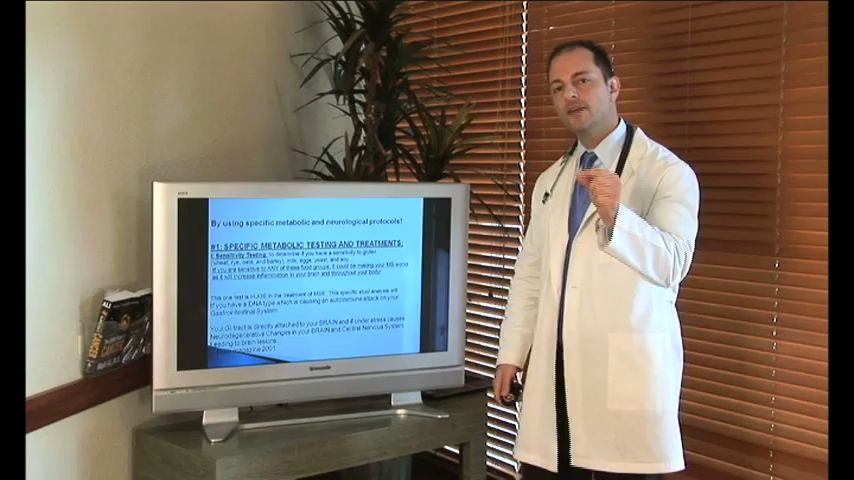 By using specific metabolic and neurological protocols!
#1: SPECIFIC METABOLIC TESTING AND TREATMENTS:
I. Sensitivity Testing: to determine if you have a sensitivity to gluten
(wheat, rye, oats, and barley), milk, eggs, yeast, and soy.
If you are sensitive to ANY of these food groups, it could be making your MS worse
as it will increase inflammation in your brain and throughout your body!
This one test is HUGE in the treatment of MS!! This specific stool analysis will
if you have a DNA type which is causing an autoimmune attack on your
Gastrointestinal System.
Your GI tract is directly attached to your BRAIN and if under stress causes
Neurodegenerative Changes in your BRAIN and Central Nervous System
Leading to brain lesions.
magazine 2001
CANCER